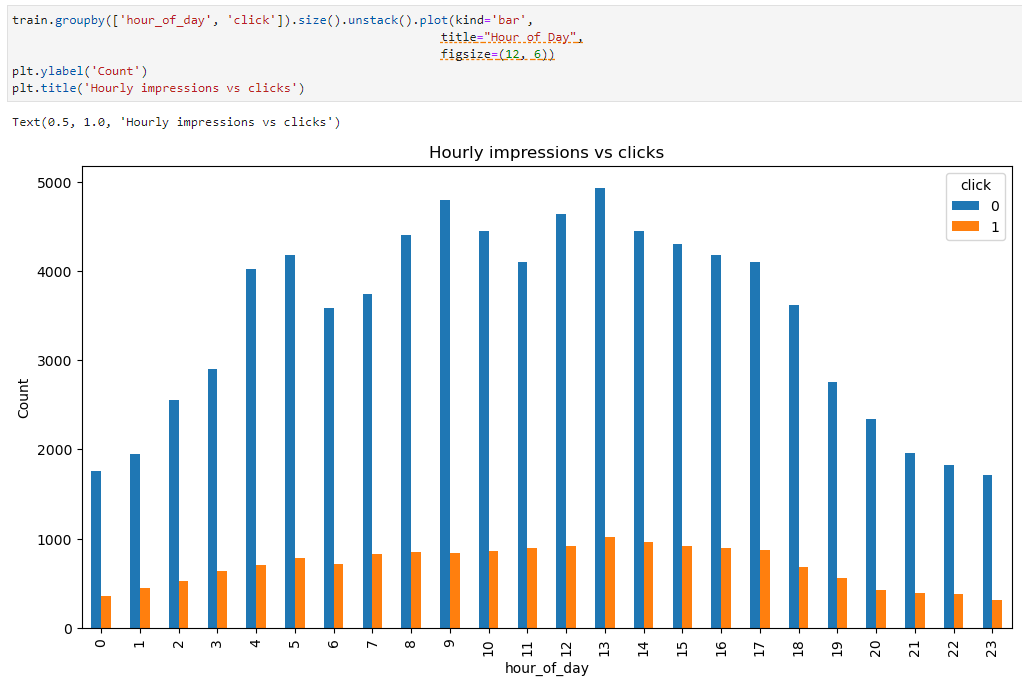 train.groupby(['hour_of_day', 'click']).size().unstack().plot(kind='bar',
title="Hour of Day",
figsize=(12, 6))
plt.ylabel('Count')
plt.title('Hourly impressions vs clicks')
Text(0.5, 1.0, 'Hourly impressions vs clicks')
Hourly impressions vs clicks
click
0
1
5000
4000
3000
2000
1000
0
Count
0 1 2 3 4 5 6 7 8 9 10 11 12 13 14 15 16 17 18 19 20 21 22 23
hour_of_day